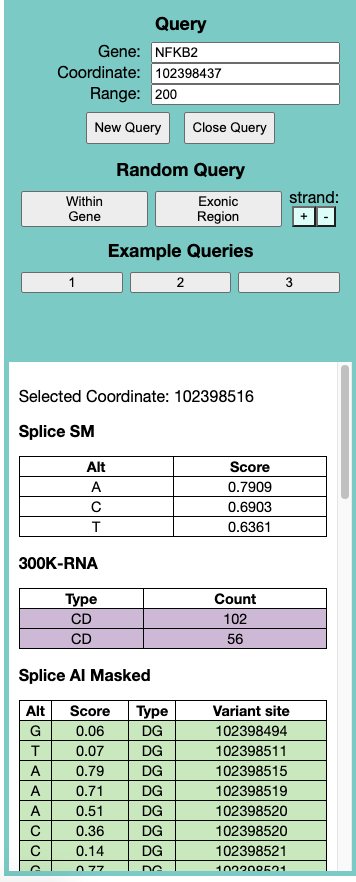 Query
Gene: NFKB2
Coordinate: 102398437
Range: 200
New Query Close Query
Random Query
Within Gene Exonic Region strand: + -
Example Queries
1 2 3
Selected Coordinate: 102398516
Splice SM
Alt Score
A 0.7909
C 0.6903
T 0.6361
300K-RNA
Type Count
CD 102
CD 56
Splice AI Masked
Alt Score Type Variant site
G 0.06 DG 102398494
T 0.07 DG 102398511
A 0.79 DG 102398515
A 0.71 DG 102398519
A 0.51 DG 102398520
C 0.36 DG 102398520
C 0.14 DG 102398521
G 0.77 DG 102398521